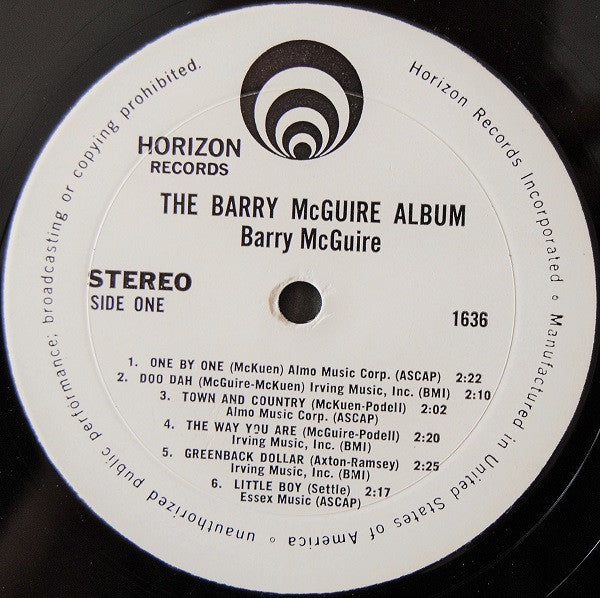 HORIZON
RECORDS
THE BARRY McGUIRE ALBUM
Barry McGuire
STEREO
SIDE ONE
1636
1. ONE BY ONE (McKuen) Almo Music Corp. (ASCAP) 2:22
2. DOO DAH (McGuire-McKuen) Irving Music, Inc. (BMI) 2:10
3. TOWN AND COUNTRY (McKuen-Podell) 2:02
Almo Music Corp. (ASCAP)
4. THE WAY YOU ARE (McGuire-Podell) 2:20
Irving Music, Inc. (BMI)
5. GREENBACK DOLLAR (Axton-Ramsey) 2:25
Irving Music, Inc. (BMI)
6. LITTLE BOY (Settle) 2:17
Essex Music (ASCAP)
Horizon Records Incorporated • Manufactured in United States of America • unauthorized public performance; broadcasting or copying prohibited.